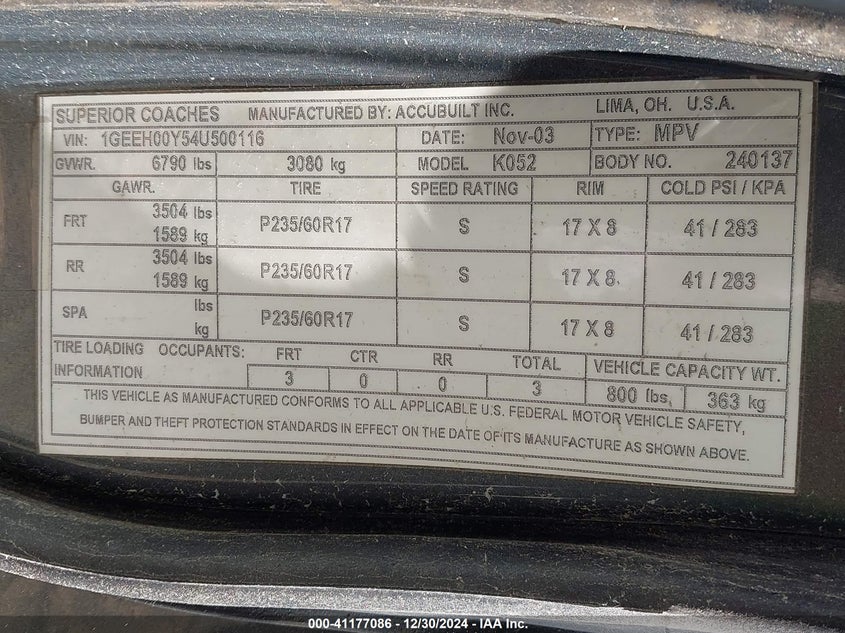 SUPERIOR COACHES MANUFACTURED BY: ACCUBUILT INC. LIMA, OH. U.S.A.
VIN: 1GEEH00Y54U500116 DATE: Nov-03 TYPE: MPV
GVWR. 6790 lbs 3080 kg MODEL K052 BODY NO. 240137
GAWR. TIRE SPEED RATING RIM COLD PSI / KPA
FRT 3504 lbs 1589 kg P235/60R17 S 17 X 8 41 / 283
RR 3504 lbs 1589 kg P235/60R17 S 17 X 8 41 / 283
SPA lbs kg P235/60R17 S 17 X 8 41 / 283
TIRE LOADING INFORMATION OCCUPANTS: FRT CTR RR TOTAL VEHICLE CAPACITY WT.
3 0 0 3 800 lbs. 363 kg
THIS VEHICLE AS MANUFACTURED CONFORMS TO ALL APPLICABLE U.S. FEDERAL MOTOR VEHICLE SAFETY,
BUMPER AND THEFT PROTECTION STANDARDS IN EFFECT ON THE DATE OF ITS MANUFACTURE AS SHOWN ABOVE.
000-41177086 - 12/30/2024 - IAA Inc.